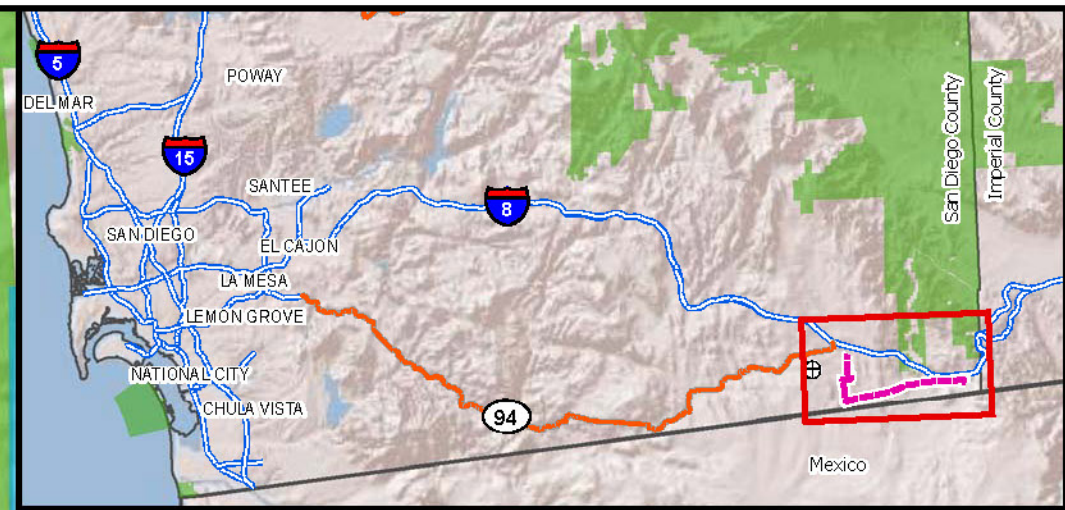 5
POWAY
DEL MAR
15
SANTEE
8
SAN DIEGO
EL CAJON
LA MESA
LEMON GROVE
NATIONAL CITY
CHULA VISTA
94
Mexico
San Diego County
Imperial County